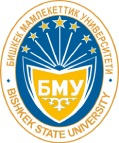 БИШКЕК МАМЛЕКЕТТИК УНИВЕРСИТЕТИ
БМУ
BISHKEK STATE UNIVERSITY